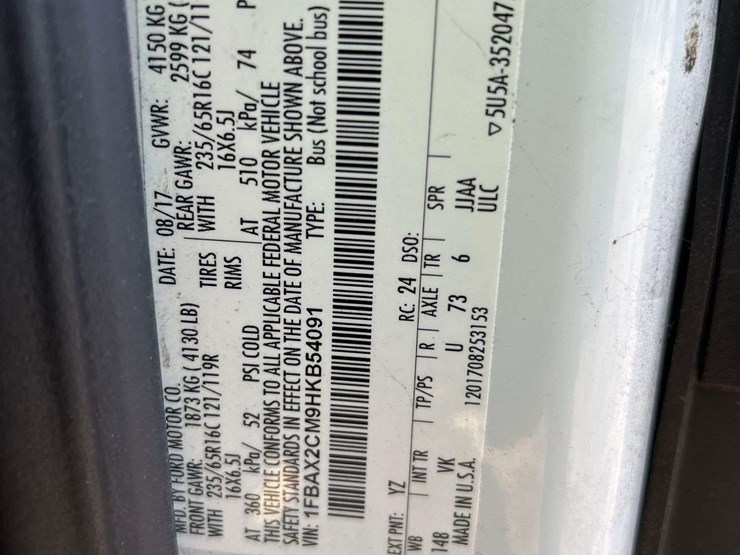 MFD. BY FORD MOTOR CO. DATE: 08/17 GVWR: 4150 KG
FRONT GAWR: 1873 KG ( 4130 LB) REAR GAWR: 2599 KG (
WITH 235/65R16C 121/119R TIRES WITH 235/65R16C 121/11
16X6.5J RIMS 16X6.5J
AT 360 kPa/ 52 PSI COLD AT 510 kPa/ 74 P
THIS VEHICLE CONFORMS TO ALL APPLICABLE FEDERAL MOTOR VEHICLE
SAFETY STANDARDS IN EFFECT ON THE DATE OF MANUFACTURE SHOWN ABOVE.
VIN: 1FBAX2CM9HKB54091 TYPE: Bus (Not school bus)
EXT PNT: YZ RC: 24 DSO:
WB INT TR TP/PS R AXLE TR SPR
148 VK U 73 6 JJAA
MADE IN U.S.A. 1201708253153 ULC
▽5U5A-352047